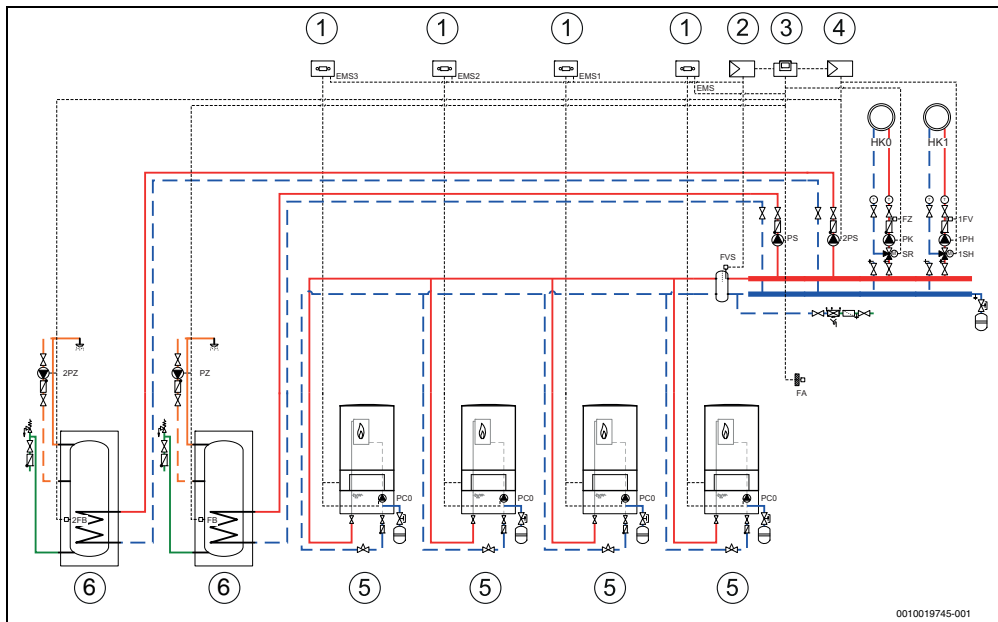 1 1 1 1 2 3 4
EMS3 EMS2 EMS1 EMS
HK0 HK1
FZ 1FV
PS 2PS PK 1PH
SR 1SH
FVS
2PZ PZ
FA
PC0 PC0 PC0 PC0
2FB FB
6 6 5 5 5 5
0010019745-001